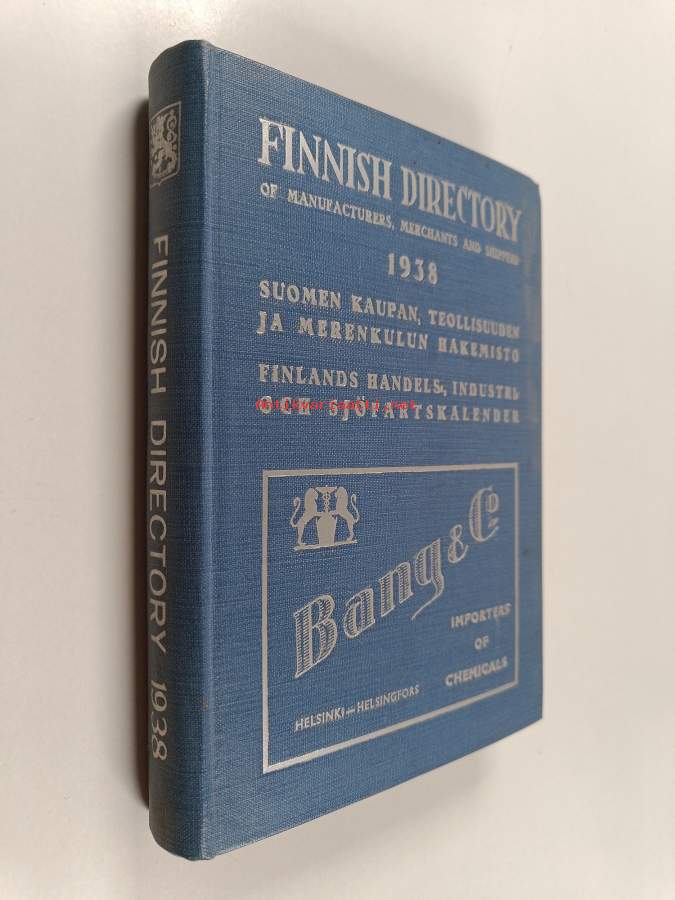 FINNISH DIRECTORY 1938
FINNISH DIRECTORY
OF MANUFACTURERS, MERCHANTS AND SHIPPERS
1938
SUOMEN KAUPAN, TEOLLISUUDEN
JA MERENKULUN HAKEMISTO
FINLANDS HANDELS-, INDUSTRI-
OCH SJÖFARTSKALENDER
Bang & Co
IMPORTERS
OF
CHEMICALS
HELSINKI—HELSINGFORS